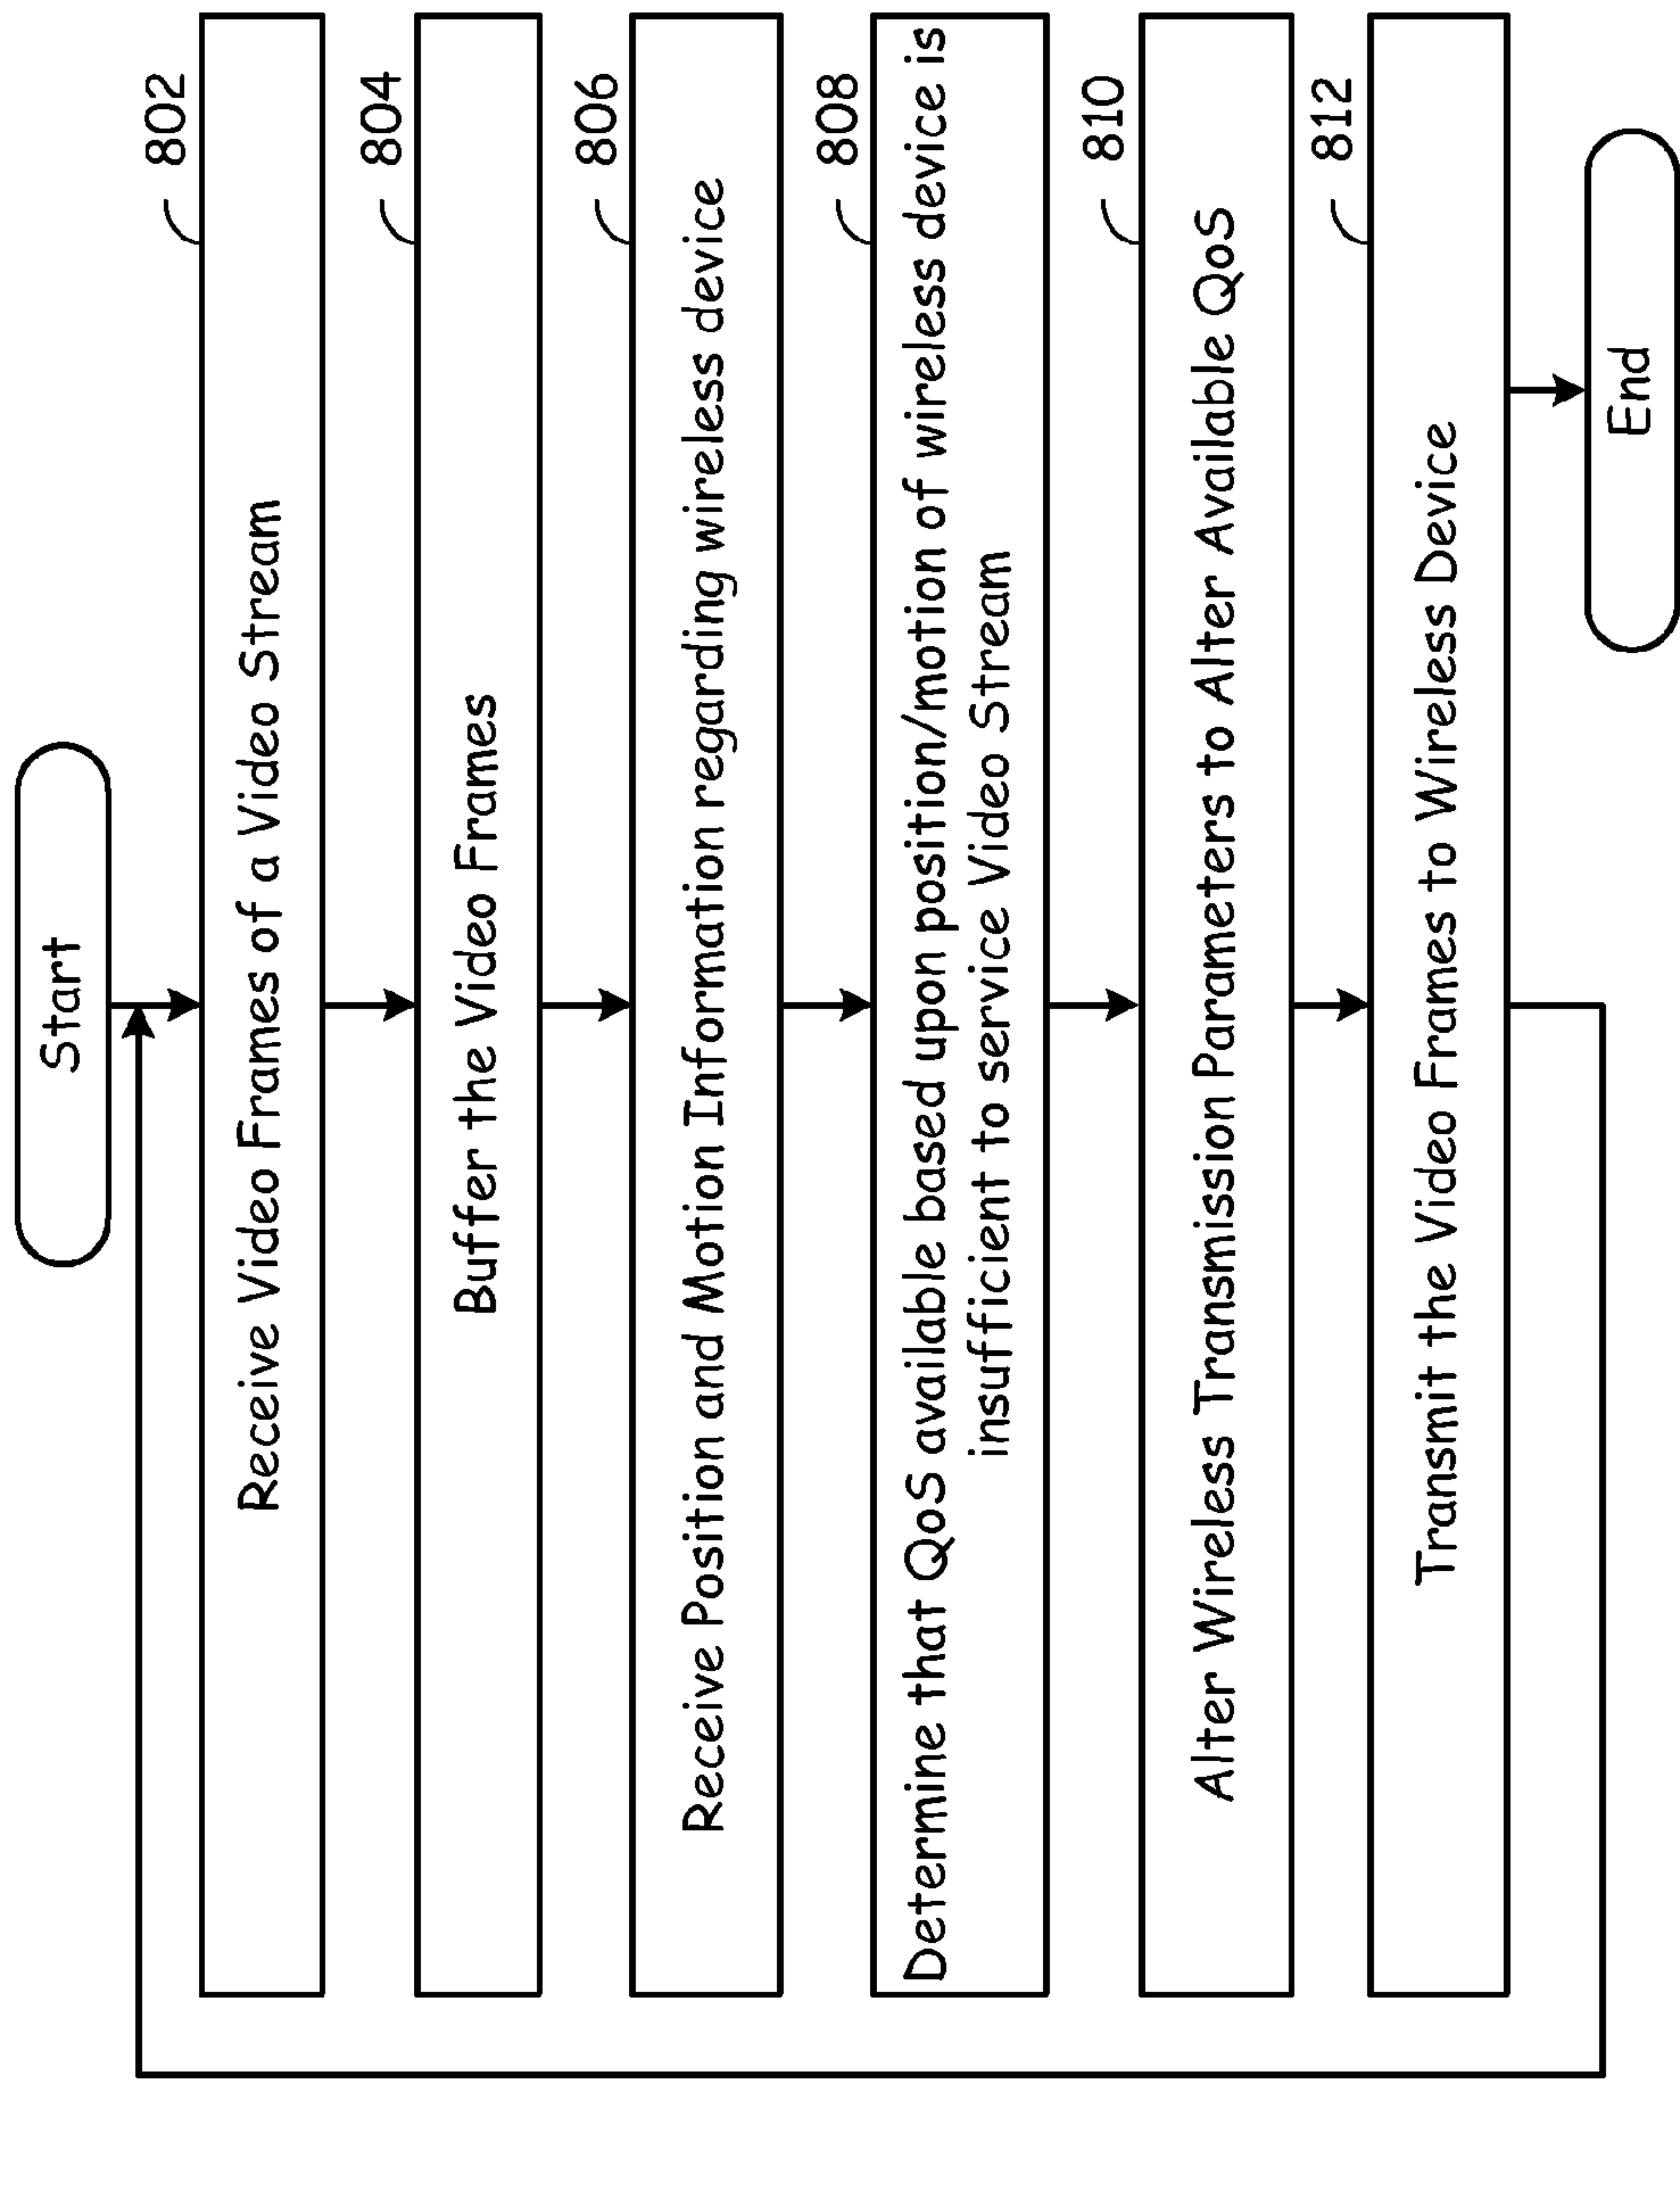 Start
802
Receive Video Frames of a Video Stream
804
Buffer the Video Frames
806
Receive Position and Motion Information regarding wireless device
808
Determine that QoS available based upon position/motion of wireless device is
insufficient to service Video Stream
810
Alter Wireless Transmission Parameters to Alter Available QoS
812
Transmit the Video Frames to Wireless Device
End